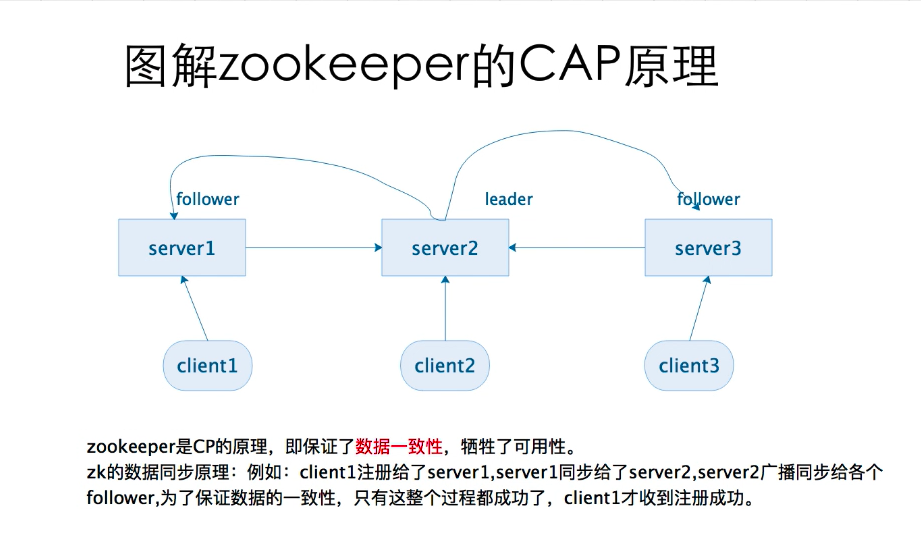 图解zookeeper的CAP原理
follower
leader
follower
server1
server2
server3
client1
client2
client3
zookeeper是CP的原理，即保证了数据一致性，牺牲了可用性。
zk的数据同步原理：例如：client1注册给了server1,server1同步给了server2,server2广播同步给各个
follower,为了保证数据的一致性，只有这整个过程都成功了，client1才收到注册成功。